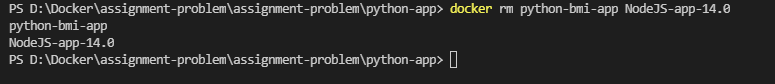 PS D:\Docker\assignment-problem\assignment-problem\python-app> docker rm python-bmi-app NodeJS-app-14.0
python-bmi-app
NodeJS-app-14.0
PS D:\Docker\assignment-problem\assignment-problem\python-app>